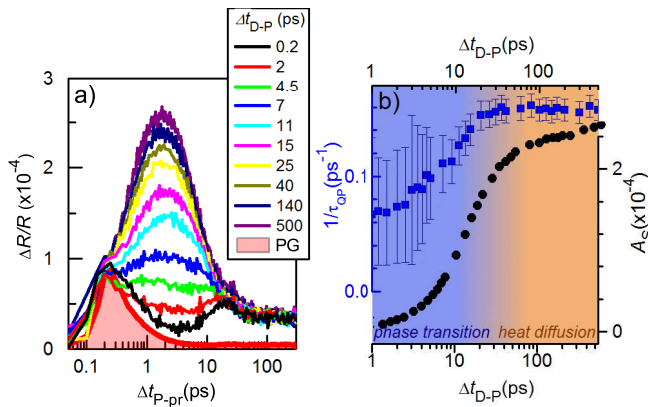 Δt_D-P (ps)
0.2
2
4.5
7
11
15
25
40
140
500
PG
a)
3
2
1
0
ΔR/R (x10⁻⁴)
0.1
1
10
100
Δt_P-pr(ps)
Δt_D-P(ps)
1
10
100
b)
0.1
0.0
1/τ_QP(ps⁻¹)
2
0
A_S(x10⁻⁴)
phase transition
heat diffusion
1
10
100
Δt_D-P(ps)